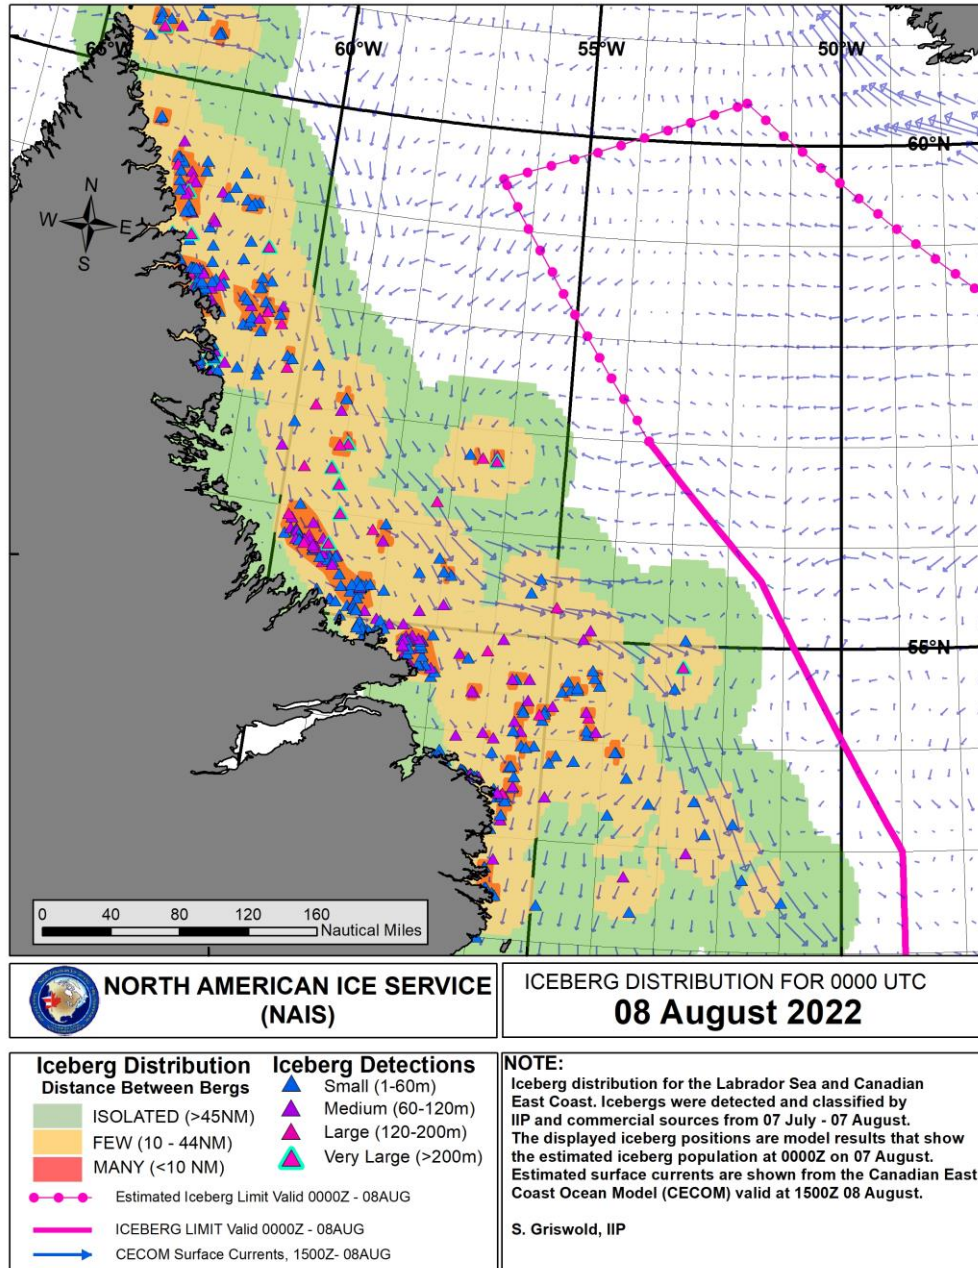 65°W
60°W
55°W
50°W
60°N
N
W
E
S
55°N
0 40 80 120 160
Nautical Miles
NORTH AMERICAN ICE SERVICE
(NAIS)
ICEBERG DISTRIBUTION FOR 0000 UTC
08 August 2022
Iceberg Distribution
Distance Between Bergs
ISOLATED (>45NM)
FEW (10 - 44NM)
MANY (<10 NM)
Iceberg Detections
Small (1-60m)
Medium (60-120m)
Large (120-200m)
Very Large (>200m)
Estimated Iceberg Limit Valid 0000Z - 08AUG
ICEBERG LIMIT Valid 0000Z - 08AUG
CECOM Surface Currents, 1500Z- 08AUG
NOTE:
Iceberg distribution for the Labrador Sea and Canadian
East Coast. Icebergs were detected and classified by
IIP and commercial sources from 07 July - 07 August.
The displayed iceberg positions are model results that show
the estimated iceberg population at 0000Z on 07 August.
Estimated surface currents are shown from the Canadian East
Coast Ocean Model (CECOM) valid at 1500Z 08 August.
S. Griswold, IIP